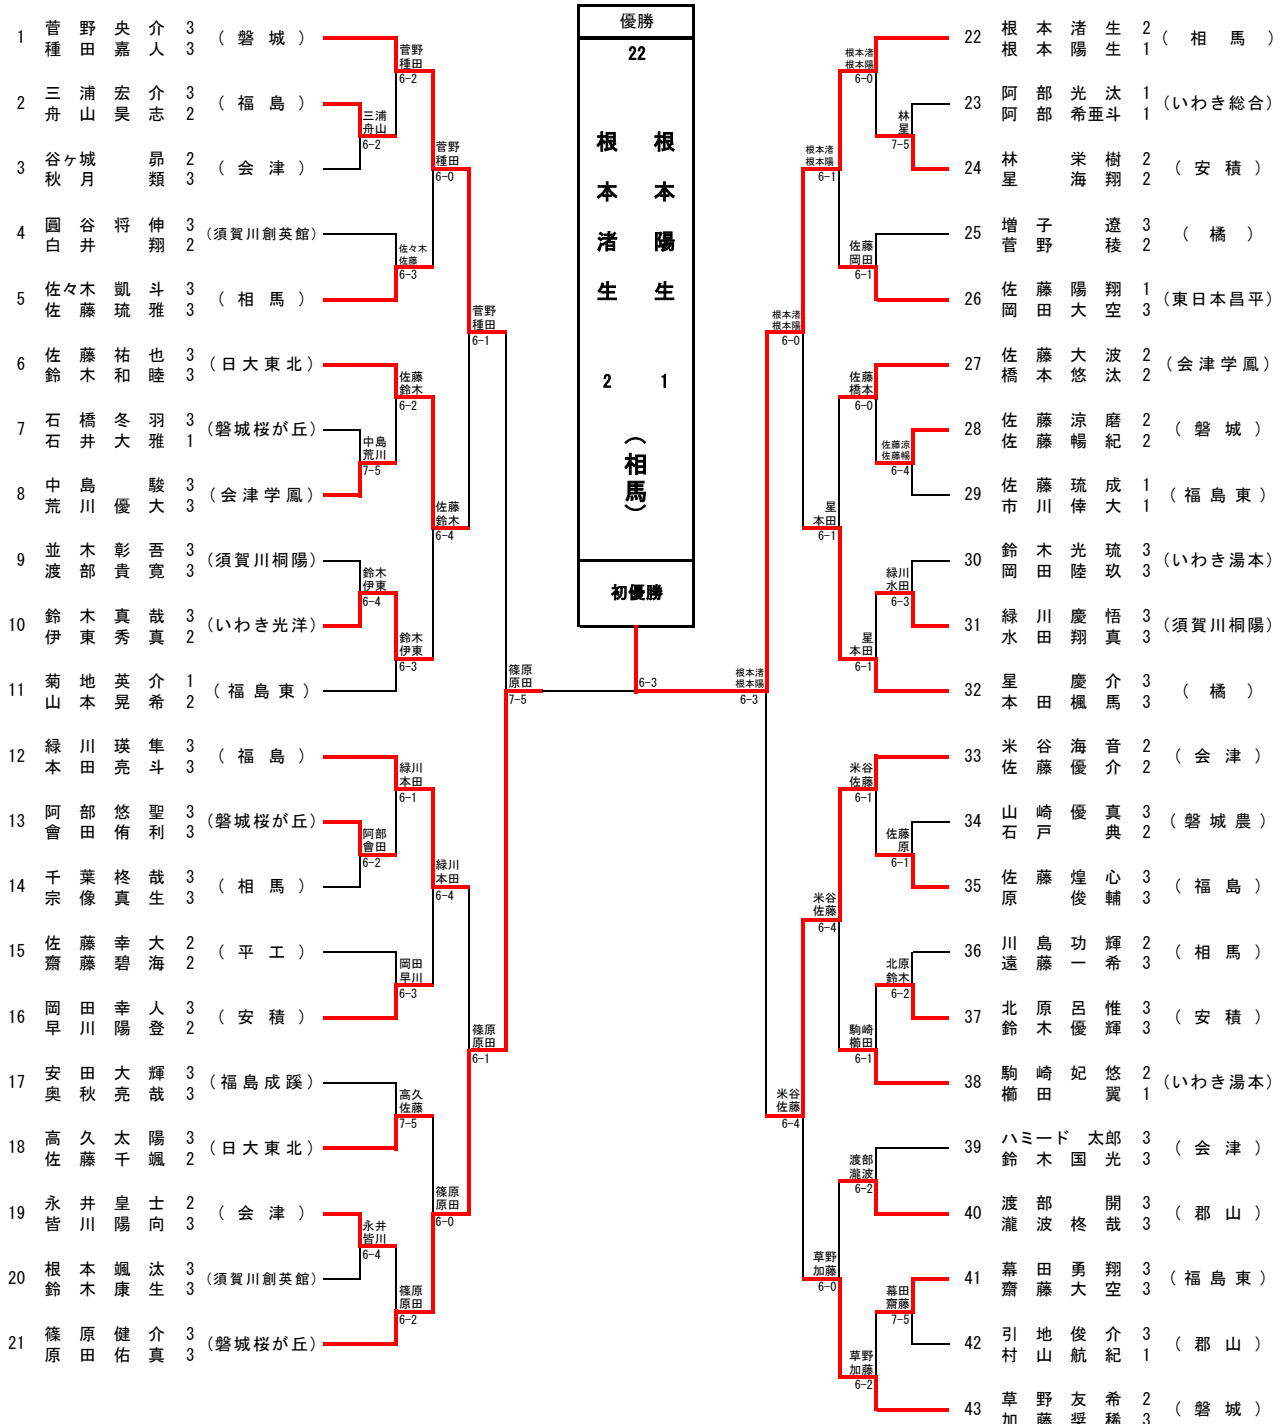 優勝
22
根本渚生 2
根本陽生 1
（相馬）
初優勝
6-3
1 菅野央介 3 （磐城）
種田嘉人 3
2 三浦宏介 3 （福島）
舟山昊志 2
3 谷ヶ城昴 2 （会津）
秋月類 3
4 圓谷将伸 3 （須賀川創英館）
白井翔 2
5 佐々木凱斗 3 （相馬）
佐藤琉雅 3
6 佐藤祐也 3 （日大東北）
鈴木和睦 3
7 石橋冬羽 3 （磐城桜が丘）
石井大雅 1
8 中島駿 3 （会津学鳳）
荒川優大 3
9 並木彰吾 3 （須賀川桐陽）
渡部貴寛 3
10 鈴木真哉 3 （いわき光洋）
伊東秀真 2
11 菊地英介 1 （福島東）
山本晃希 2
12 緑川瑛隼 3 （福島）
本田亮斗 3
13 阿部悠聖 3 （磐城桜が丘）
會田侑利 3
14 千葉柊哉 3 （相馬）
宗像真生 3
15 佐藤幸大 2 （平工）
齋藤碧海 2
16 岡田幸人 3 （安積）
早川陽登 2
17 安田大輝 3 （福島成蹊）
奥秋亮哉 3
18 高久太陽 3 （日大東北）
佐藤千颯 2
19 永井皇士 2 （会津）
皆川陽向 3
20 根本颯汰 3 （須賀川創英館）
鈴木康生 3
21 篠原健介 3 （磐城桜が丘）
原田佑真 3
菅野
種田
6-2
三浦
舟山
6-2
菅野
種田
6-0
佐々木
佐藤
6-3
菅野
種田
6-1
佐藤
鈴木
6-2
中島
荒川
7-5
佐藤
鈴木
6-4
鈴木
伊東
6-4
鈴木
伊東
6-3
篠原
原田
7-5
緑川
本田
6-1
阿部
會田
6-2
緑川
本田
6-4
岡田
早川
6-3
篠原
原田
6-1
高久
佐藤
7-5
篠原
原田
6-0
永井
皆川
6-4
篠原
原田
6-2
22 根本渚生 2 （相馬）
根本陽生 1
23 阿部光汰 1 （いわき総合）
阿部希亜斗 1
24 林栄樹 2 （安積）
星海翔 2
25 増子遼 3 （橘）
菅野稜 2
26 佐藤陽翔 1 （東日本昌平）
岡田大空 3
27 佐藤大波 2 （会津学鳳）
橋本悠汰 2
28 佐藤涼磨 2 （磐城）
佐藤暢紀 2
29 佐藤琉成 1 （福島東）
市川倖大 1
30 鈴木光琉 3 （いわき湯本）
岡田陸玖 3
31 緑川慶悟 3 （須賀川桐陽）
水田翔真 3
32 星慶介 3 （橘）
本田楓馬 3
33 米谷海音 2 （会津）
佐藤優介 2
34 山崎優真 3 （磐城農）
石戸典 2
35 佐藤煌心 3 （福島）
原俊輔 3
36 川島功輝 2 （相馬）
遠藤一希 3
37 北原呂惟 3 （安積）
鈴木優輝 3
38 駒崎妃悠 2 （いわき湯本）
櫛田翼 1
39 ハミード太郎 3 （会津）
鈴木国光 3
40 渡部開 3 （郡山）
瀧波柊哉 3
41 幕田勇翔 3 （福島東）
齋藤大空 3
42 引地俊介 3 （郡山）
村山航紀 1
43 草野友希 2 （磐城）
加藤奨稀 3
根本渚
根本陽
6-0
林
星
7-5
根本渚
根本陽
6-1
佐藤
岡田
6-1
根本渚
根本陽
6-0
佐藤
橋本
6-0
佐藤涼
佐藤暢
6-4
星
本田
6-1
緑川
水田
6-3
星
本田
6-1
根本渚
根本陽
6-3
米谷
佐藤
6-1
佐藤
原
6-1
米谷
佐藤
6-4
北原
鈴木
6-2
駒崎
櫛田
6-1
米谷
佐藤
6-4
渡部
瀧波
6-2
草野
加藤
6-0
幕田
齋藤
7-5
草野
加藤
6-2